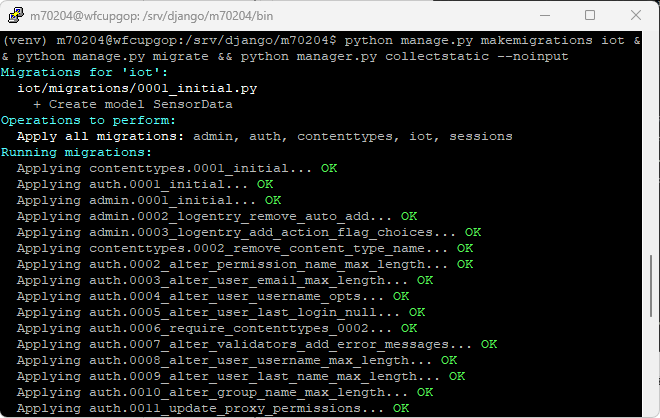 m70204@wfcupgop: /srv/django/m70204/bin
(venv) m70204@wfcupgop:/srv/django/m70204$ python manage.py makemigrations iot &
& python manage.py migrate && python manager.py collectstatic --noinput
Migrations for 'iot':
  iot/migrations/0001_initial.py
    + Create model SensorData
Operations to perform:
  Apply all migrations: admin, auth, contenttypes, iot, sessions
Running migrations:
  Applying contenttypes.0001_initial... OK
  Applying auth.0001_initial... OK
  Applying admin.0001_initial... OK
  Applying admin.0002_logentry_remove_auto_add... OK
  Applying admin.0003_logentry_add_action_flag_choices... OK
  Applying contenttypes.0002_remove_content_type_name... OK
  Applying auth.0002_alter_permission_name_max_length... OK
  Applying auth.0003_alter_user_email_max_length... OK
  Applying auth.0004_alter_user_username_opts... OK
  Applying auth.0005_alter_user_last_login_null... OK
  Applying auth.0006_require_contenttypes_0002... OK
  Applying auth.0007_alter_validators_add_error_messages... OK
  Applying auth.0008_alter_user_username_max_length... OK
  Applying auth.0009_alter_user_last_name_max_length... OK
  Applying auth.0010_alter_group_name_max_length... OK
  Applying auth.0011_update_proxy_permissions... OK